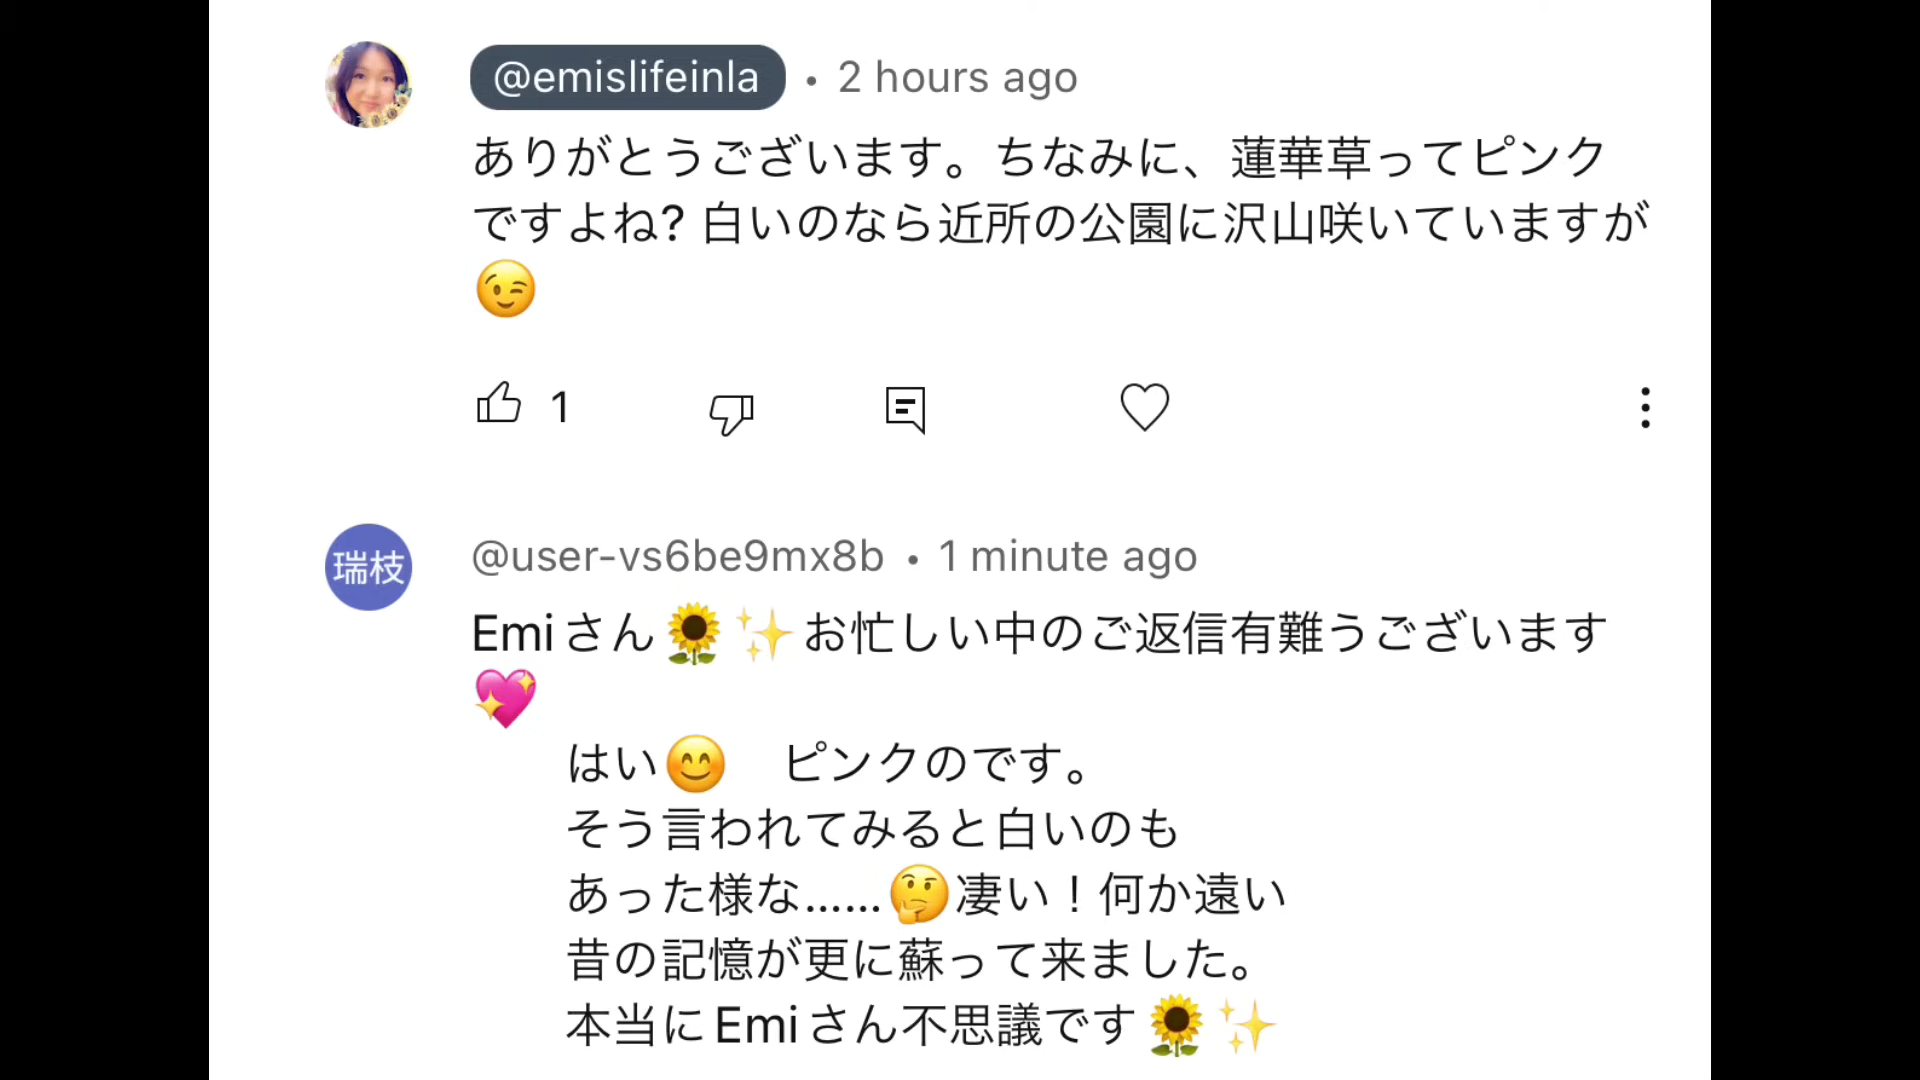 @emislifeinla • 2 hours ago
ありがとうございます。ちなみに、蓮華草ってピンク
ですよね? 白いのなら近所の公園に沢山咲いていますが
😉
1
瑞枝
@user-vs6be9mx8b • 1 minute ago
Emiさん🌻✨お忙しい中のご返信有難うございます
💖
はい😊　ピンクのです。
そう言われてみると白いのも
あった様な……🤔凄い！何か遠い
昔の記憶が更に蘇って来ました。
本当にEmiさん不思議です🌻✨